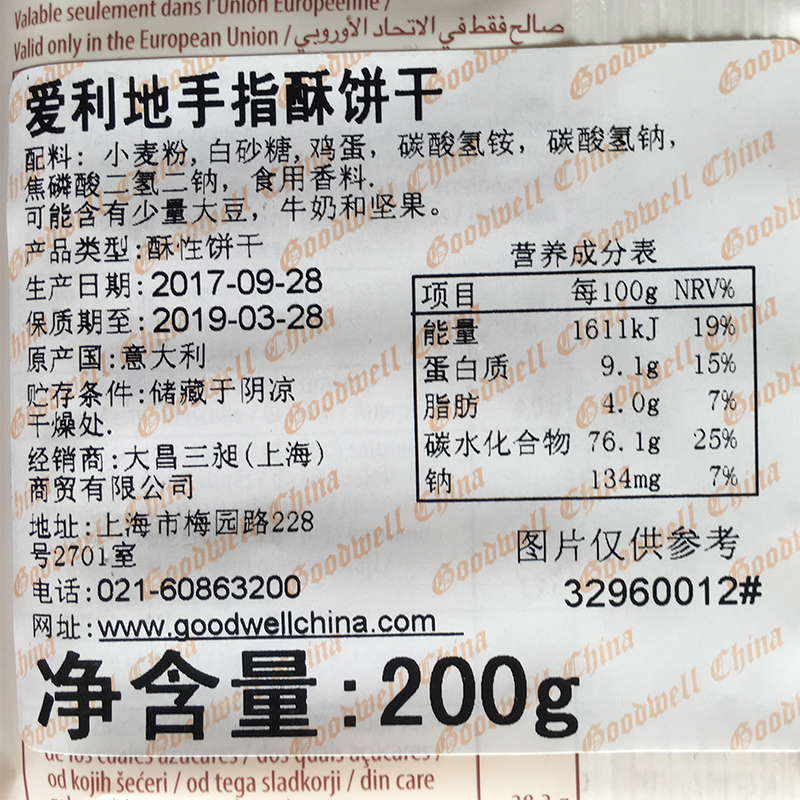 Valable seulement dans l'Union Européenne /
Valid only in the European Union / صالح فقط في الاتحاد الأوروبي
爱利地手指酥饼干
配料: 小麦粉, 白砂糖, 鸡蛋, 碳酸氢铵, 碳酸氢钠,
焦磷酸二氢二钠, 食用香料.
可能含有少量大豆, 牛奶和坚果。
产品类型:酥性饼干
生产日期:2017-09-28
保质期至:2019-03-28
原产国:意大利
贮存条件:储藏于阴凉
干燥处.
经销商:大昌三昶(上海)
商贸有限公司
地址:上海市梅园路228
号2701室
电话:021-60863200
网址:www.goodwellchina.com
营养成分表
项目 每100g NRV%
能量 1611kJ 19%
蛋白质 9.1g 15%
脂肪 4.0g 7%
碳水化合物 76.1g 25%
钠 134mg 7%
图片仅供参考
32960012#
净含量:200g
Goodwell China
od kojih šećeri / od tega sladkorji / din care